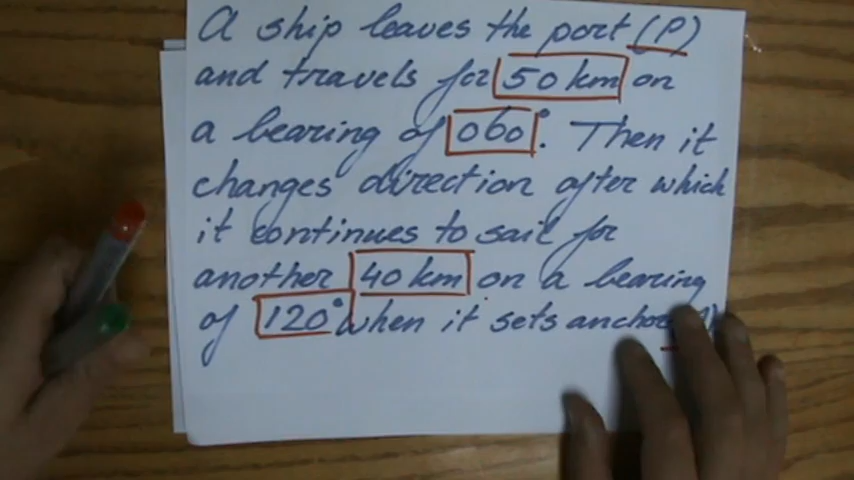 A ship leaves the port (P)
and travels for 50 km on
a bearing of 060°. Then it
changes direction after which
it continues to sail for
another 40 km on a bearing
of 120° when it sets